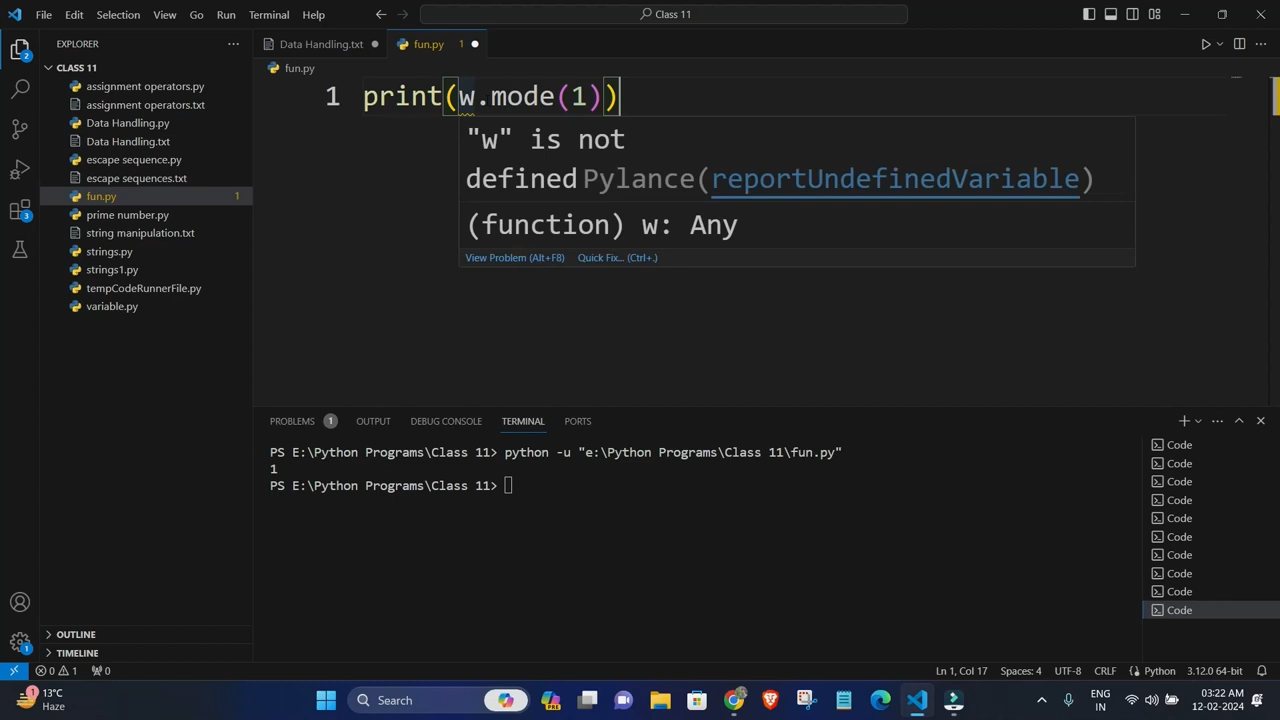 File Edit Selection View Go Run Terminal Help
Class 11
EXPLORER
Data Handling.txt
fun.py 1
CLASS 11
fun.py
assignment operators.py
assignment operators.txt
Data Handling.py
Data Handling.txt
escape sequence.py
escape sequences.txt
fun.py 1
prime number.py
string manipulation.txt
strings.py
strings1.py
tempCodeRunnerFile.py
variable.py
OUTLINE
TIMELINE
2
3
1
1 print(w.mode(1))
"w" is not
defined Pylance(reportUndefinedVariable)
(function) w: Any
View Problem (Alt+F8) Quick Fix... (Ctrl+.)
PROBLEMS 1 OUTPUT DEBUG CONSOLE TERMINAL PORTS
PS E:\Python Programs\Class 11> python -u "e:\Python Programs\Class 11\fun.py"
1
PS E:\Python Programs\Class 11>
Code
Code
Code
Code
Code
Code
Code
Code
Code
Code
0 1 0 Ln 1, Col 17 Spaces: 4 UTF-8 CRLF Python 3.12.0 64-bit
1
13°C
Haze
Search
PRE
ENG
IN
03:22 AM
12-02-2024